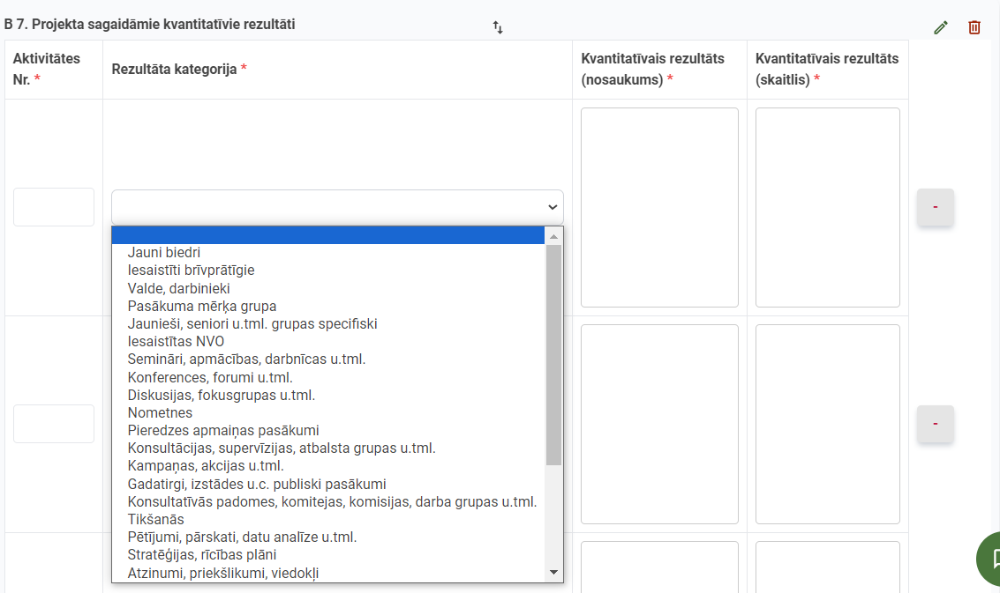 B 7. Projekta sagaidāmie kvantitatīvie rezultāti
Aktivitātes
Nr. *
Rezultāta kategorija *
Kvantitatīvais rezultāts
(nosaukums) *
Kvantitatīvais rezultāts
(skaitlis) *
-
Jauni biedri
Iesaistīti brīvprātīgie
Valde, darbinieki
Pasākuma mērķa grupa
Jaunieši, seniori u.tml. grupas specifiski
Iesaistītas NVO
Semināri, apmācības, darbnīcas u.tml.
Konferences, forumi u.tml.
Diskusijas, fokusgrupas u.tml.
Nometnes
Pieredzes apmaiņas pasākumi
Konsultācijas, supervīzijas, atbalsta grupas u.tml.
Kampaņas, akcijas u.tml.
Gadatirgi, izstādes u.c. publiski pasākumi
Konsultatīvās padomes, komitejas, komisijas, darba grupas u.tml.
Tikšanās
Pētījumi, pārskati, datu analīze u.tml.
Stratēģijas, rīcības plāni
Atzinumi, priekšlikumi, viedokļi
-